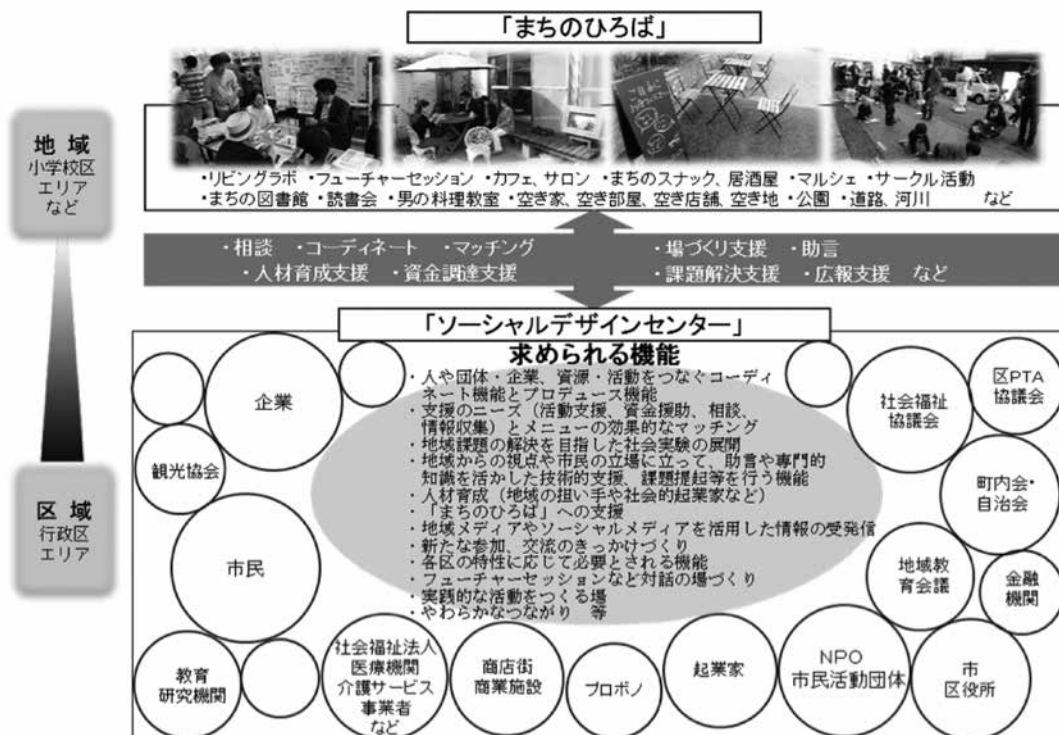 「まちのひろば」
地域
小学校区
エリア
など
・リビングラボ ・フューチャーセッション ・カフェ、サロン ・まちのスナック、居酒屋 ・マルシェ ・サークル活動
・まちの図書館 ・読書会 ・男の料理教室 ・空き家、空き部屋、空き店舗、空き地 ・公園 ・道路、河川 など
・相談 ・コーディネート ・マッチング
・人材育成支援 ・資金調達支援
・場づくり支援 ・助言
・課題解決支援 ・広報支援 など
「ソーシャルデザインセンター」
求められる機能
・人や団体・企業、資源・活動をつなぐコーディ
ネート機能とプロデュース機能
・支援のニーズ(活動支援、資金援助、相談、
情報収集)とメニューの効果的なマッチング
・地域課題の解決を目指した社会実験の展開
・地域からの視点や市民の立場に立って、助言や専門的
知識を活かした技術的支援、課題提起等を行う機能
・人材育成(地域の担い手や社会的起業家など)
・「まちのひろば」への支援
・地域メディアやソーシャルメディアを活用した情報の受発信
・新たな参加、交流のきっかけづくり
・各区の特性に応じて必要とされる機能
・フューチャーセッションなど対話の場づくり
・実践的な活動をつくる場
・やわらかなつながり 等
区域
行政区
エリア
企業
観光協会
市民
教育
研究機関
社会福祉法人
医療機関
介護サービス
事業者
など
商店街
商業施設
プロボノ
起業家
NPO
市民活動団体
市
区役所
金融
機関
地域教
育会議
町内会・
自治会
社会福祉
協議会
区PTA
協議会